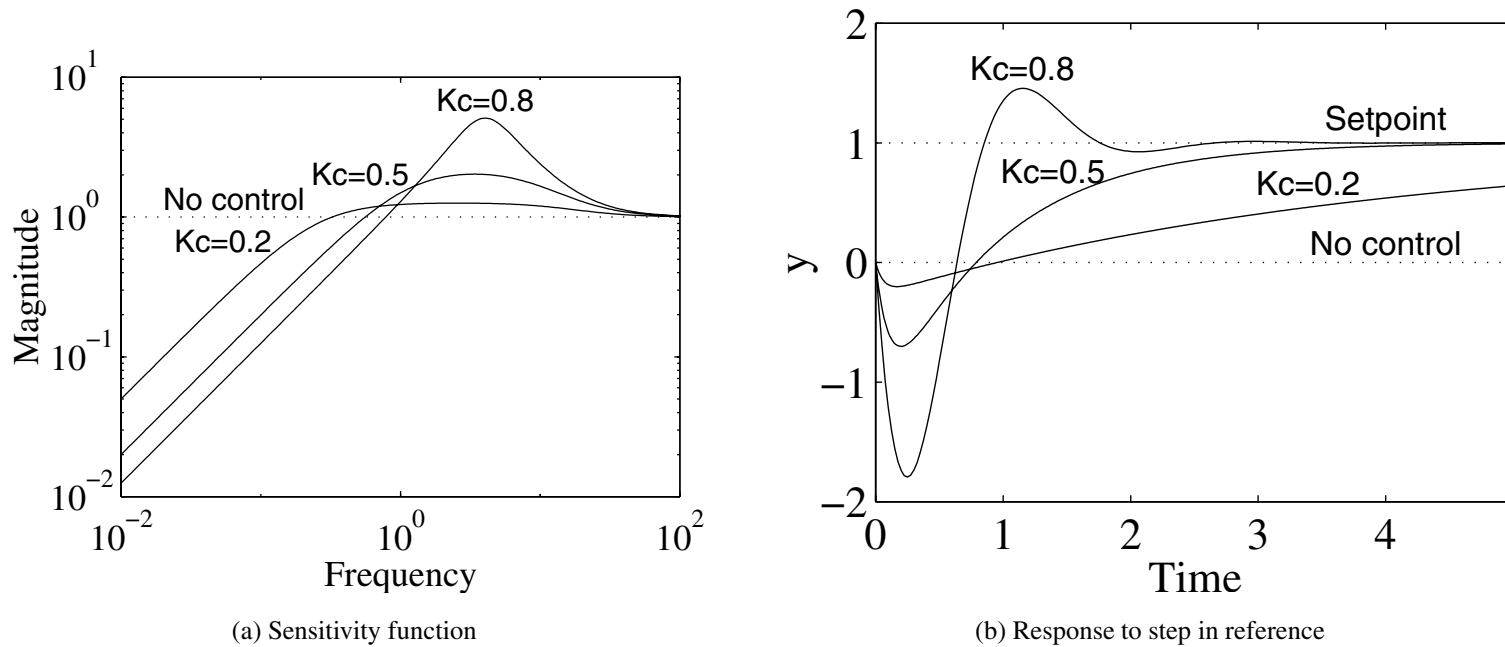 10^1
10^0
10^-1
10^-2
Magnitude
Kc=0.8
Kc=0.5
No control
Kc=0.2
10^-2
10^0
10^2
Frequency
(a) Sensitivity function
2
1
0
−1
−2
y
Kc=0.8
Setpoint
Kc=0.5
Kc=0.2
No control
0
1
2
3
4
Time
(b) Response to step in reference